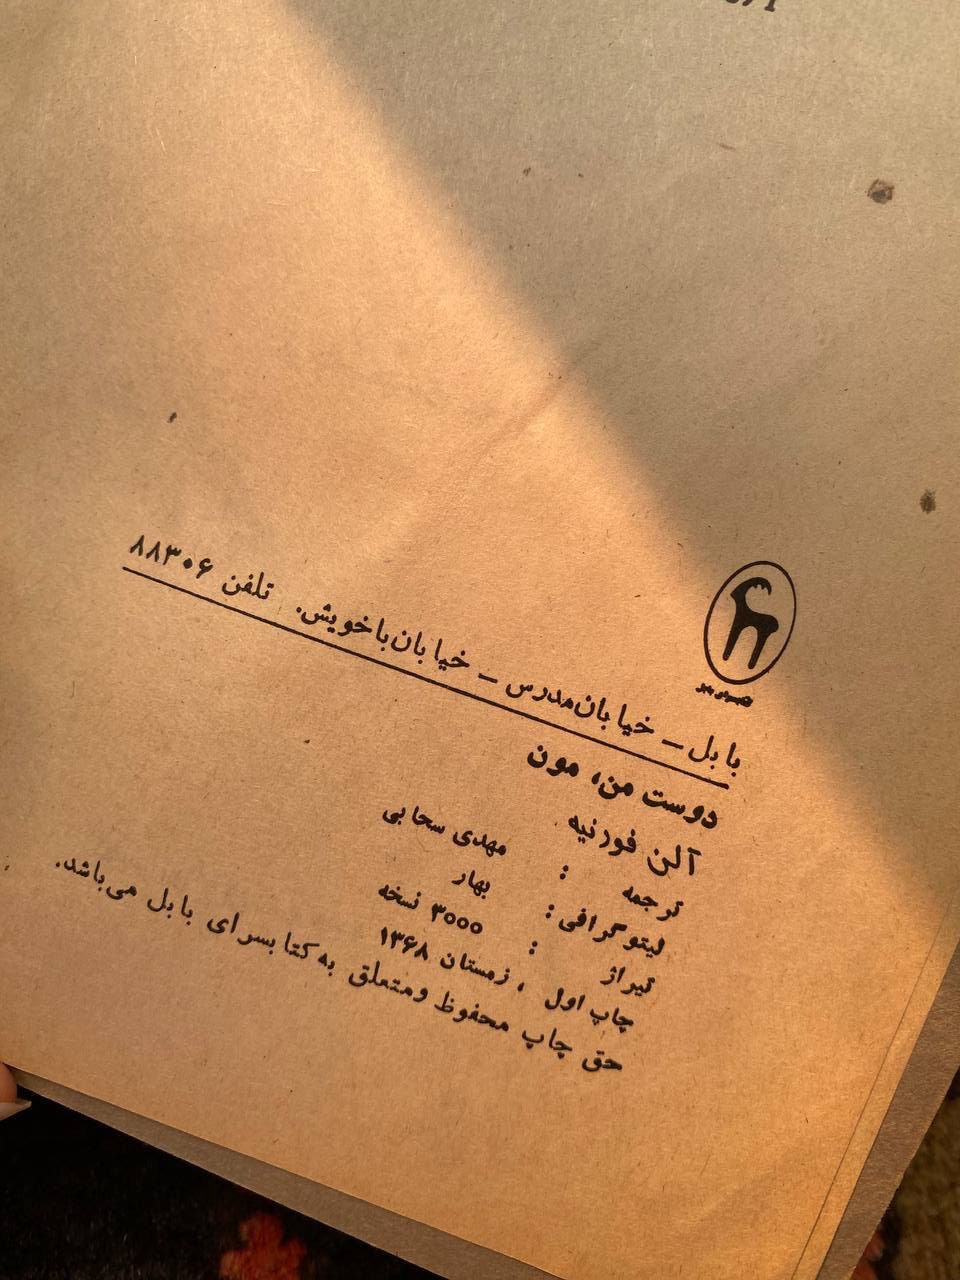 بابل – خیابان مدرس – خیابان باخویش. تلفن ۸۸۳۰۶
دوست من، مون
آلن فورنیه
ترجمه : مهدی سحابی
لیتوگرافی : بهار
تیراژ : ۳۰۰۰ نسخه
چاپ اول ، زمستان ۱۳۶۸
حق چاپ محفوظ و متعلق به کتابسرای بابل می‌باشد.